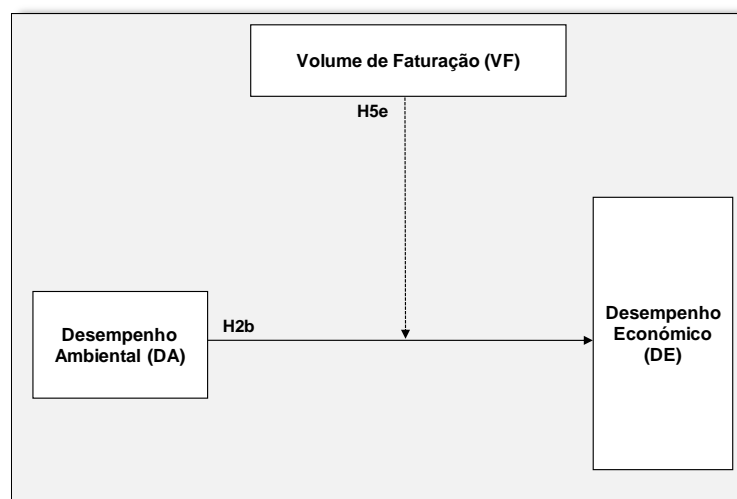 Volume de Faturação (VF)
H5e
H2b
Desempenho
Ambiental (DA)
Desempenho
Económico
(DE)